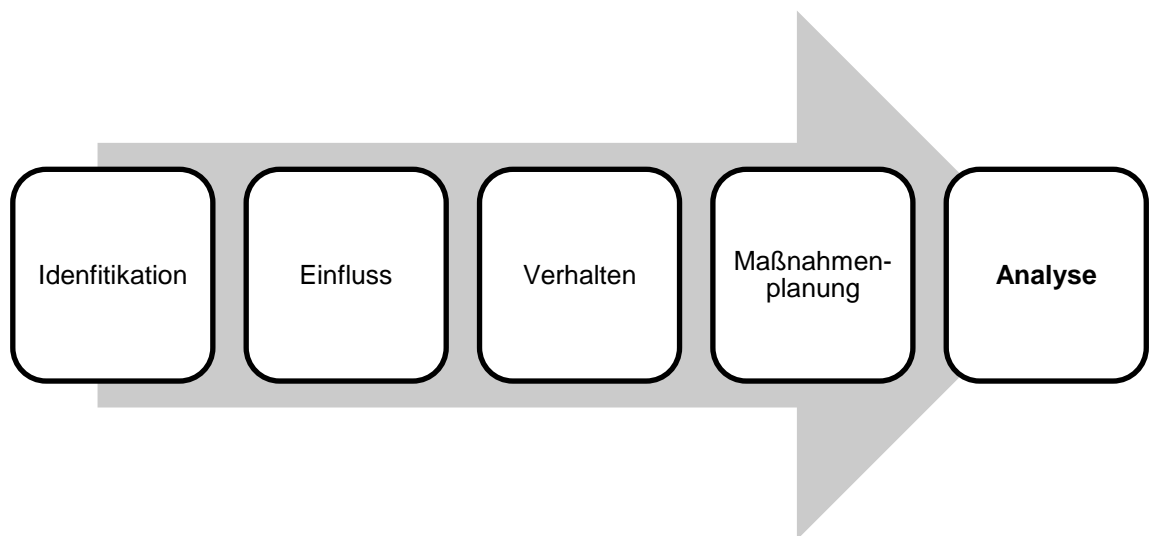 Idenfitikation
Einfluss
Verhalten
Maßnahmen-
planung
Analyse